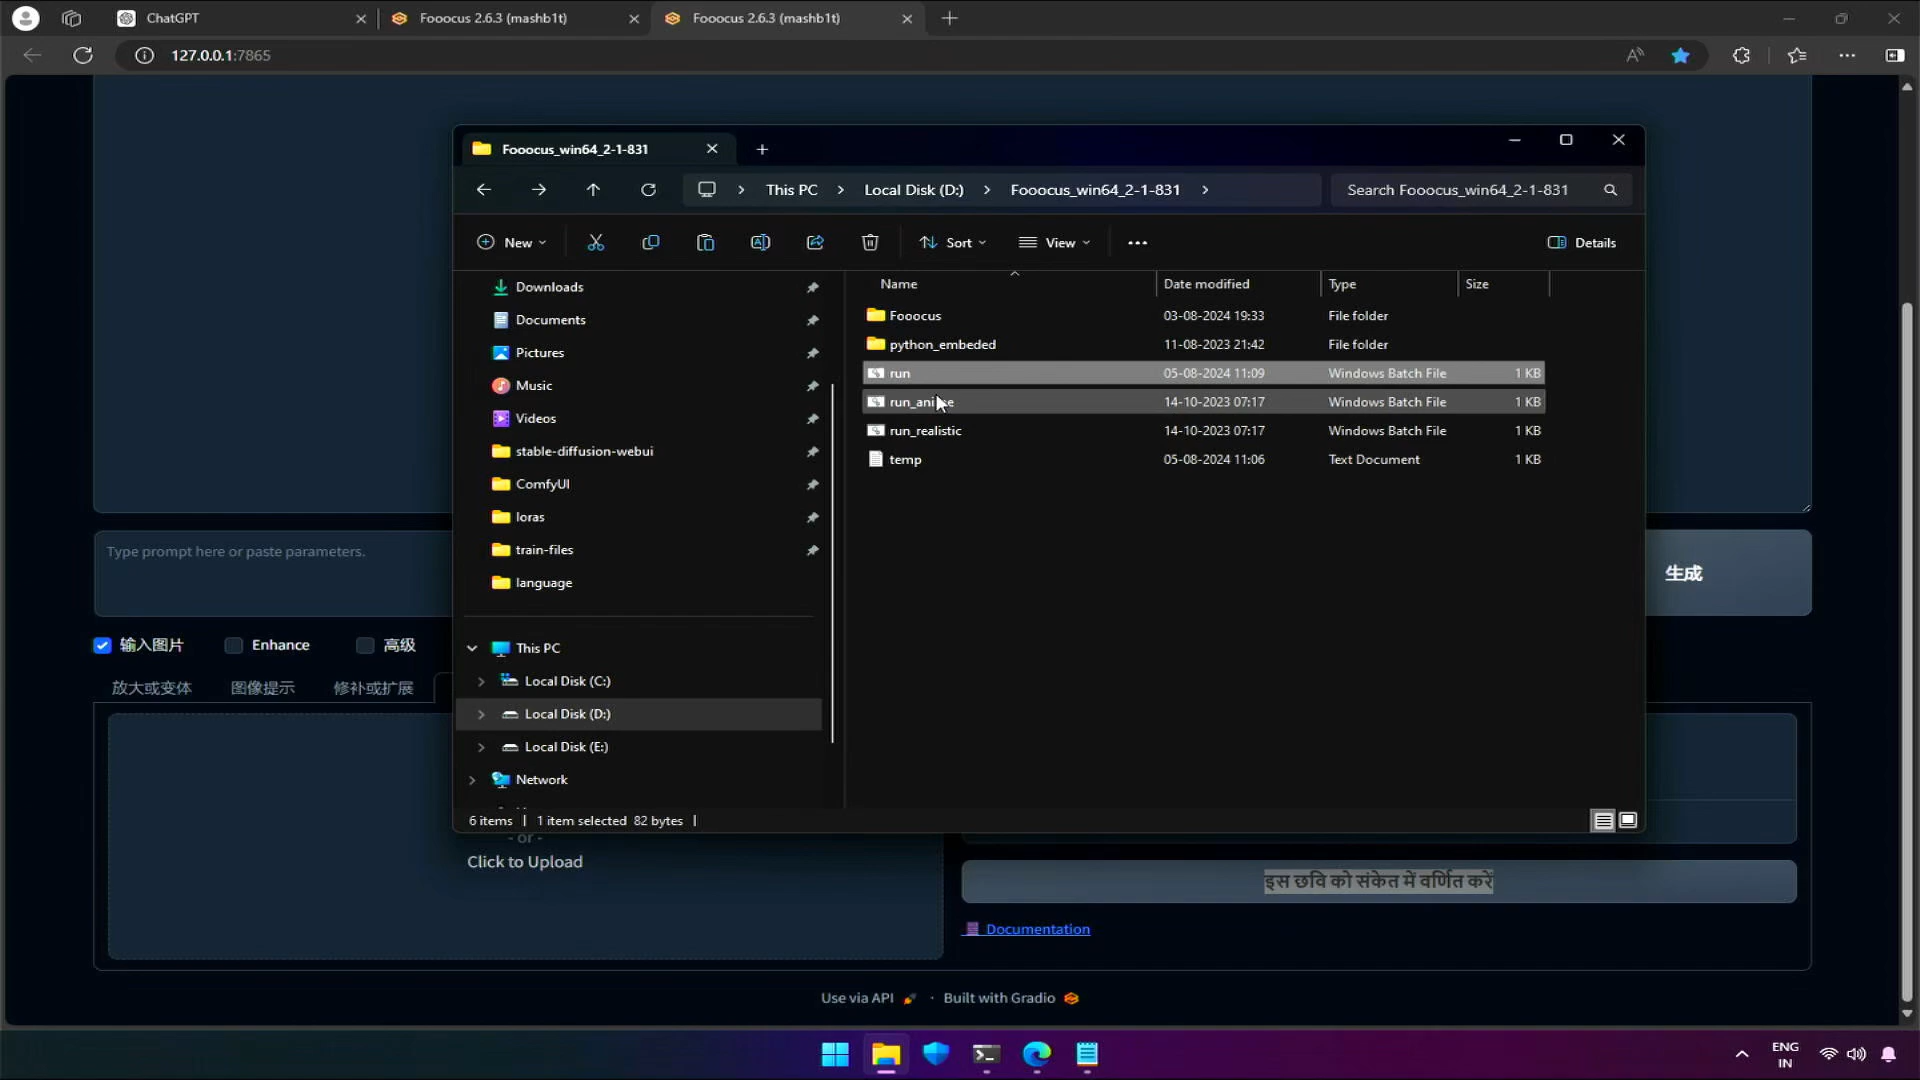 ChatGPT
Fooocus 2.6.3 (mashb1t)
Fooocus 2.6.3 (mashb1t)
127.0.0.1:7865
Fooocus_win64_2-1-831
This PC
Local Disk (D:)
Fooocus_win64_2-1-831
Search Fooocus_win64_2-1-831
New
Sort
View
Details
Downloads
Documents
Pictures
Music
Videos
stable-diffusion-webui
ComfyUI
loras
train-files
language
This PC
Local Disk (C:)
Local Disk (D:)
Local Disk (E:)
Network
Name Date modified Type Size
Fooocus 03-08-2024 19:33 File folder
python_embeded 11-08-2023 21:42 File folder
run 05-08-2024 11:09 Windows Batch File 1 KB
run_anime 14-10-2023 07:17 Windows Batch File 1 KB
run_realistic 14-10-2023 07:17 Windows Batch File 1 KB
temp 05-08-2024 11:06 Text Document 1 KB
6 items 1 item selected 82 bytes
Type prompt here or paste parameters.
生成
输入图片 Enhance 高级
放大或变体 图像提示 修补或扩展
- or -
Click to Upload
इस छवि को संकेत में वर्णित करें
Documentation
Use via API · Built with Gradio
ENG
IN